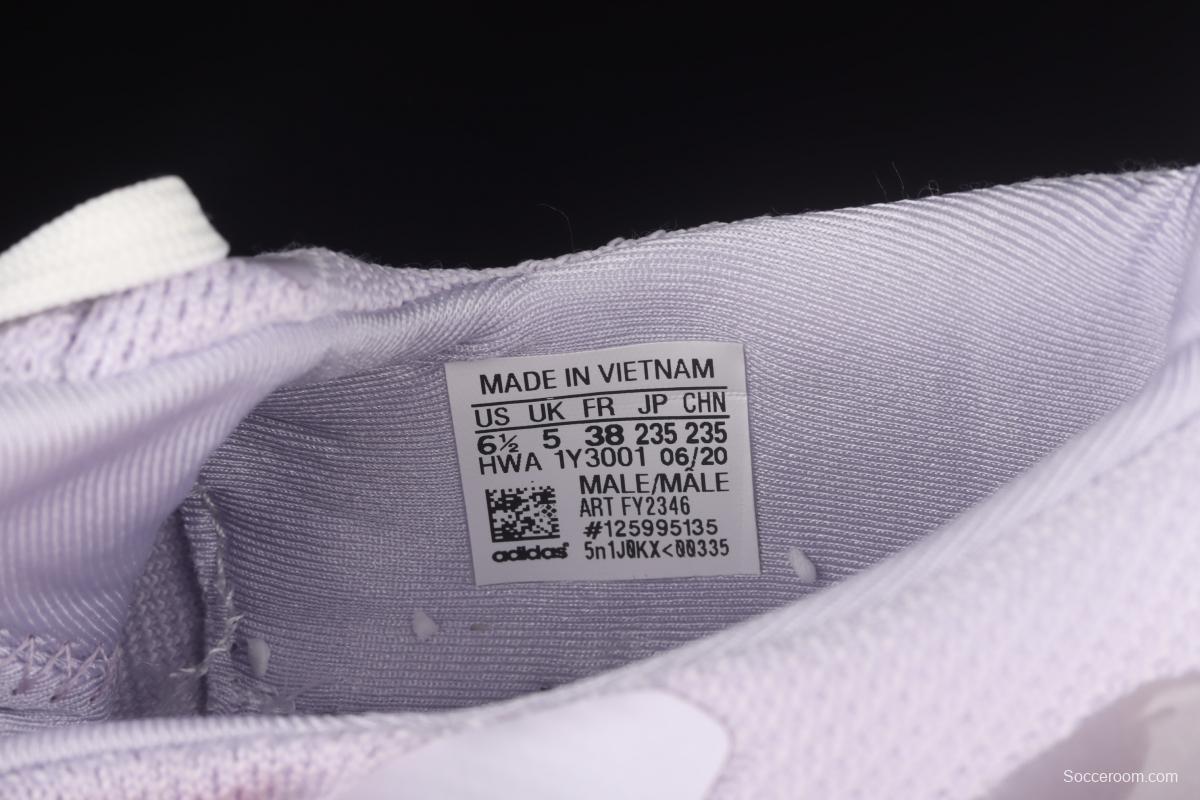 MADE IN VIETNAM
US UK FR JP CHN
6½ 5 38 235 235
HWA 1Y3001 06/20
MALE/MÂLE
ART FY2346
#125995135
adidas® 5n1J0KX<00335
Socceroom.com